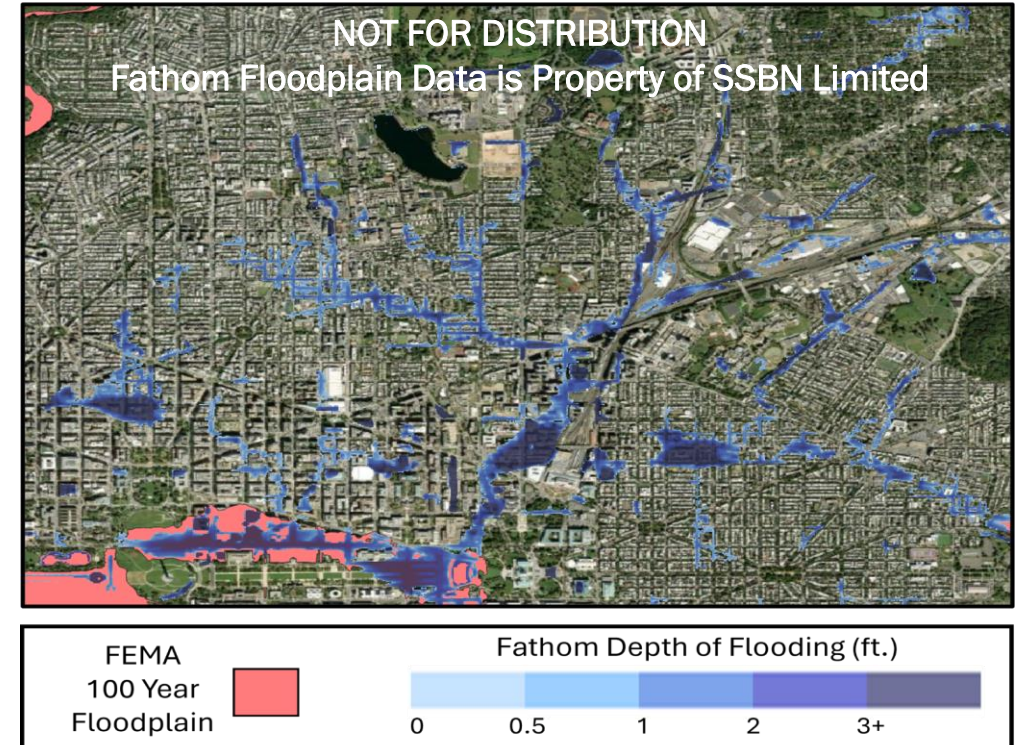 NOT FOR DISTRIBUTION
Fathom Floodplain Data is Property of SSBN Limited
FEMA
100 Year
Floodplain
Fathom Depth of Flooding (ft.)
0 0.5 1 2 3+